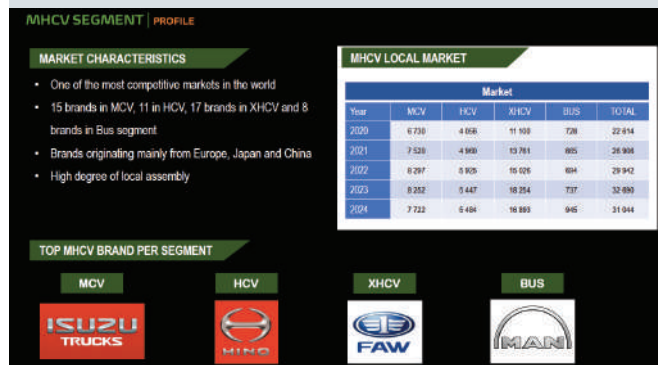 MHCV SEGMENT | PROFILE
MARKET CHARACTERISTICS
• One of the most competitive markets in the world
• 15 brands in MCV, 11 in HCV, 17 brands in XHCV and 8
brands in Bus segment
• Brands originating mainly from Europe, Japan and China
• High degree of local assembly
MHCV LOCAL MARKET
Market
Year MCV HCV XHCV BUS TOTAL
2020 6 730 4 056 11 100 728 22 614
2021 7 520 4 960 13 761 665 26 906
2022 8 297 5 925 15 026 694 29 942
2023 8 252 5 447 18 254 737 32 690
2024 7 722 5 484 16 893 945 31 044
TOP MHCV BRAND PER SEGMENT
MCV HCV XHCV BUS
ISUZU
TRUCKS
HINO
FAW
MAN